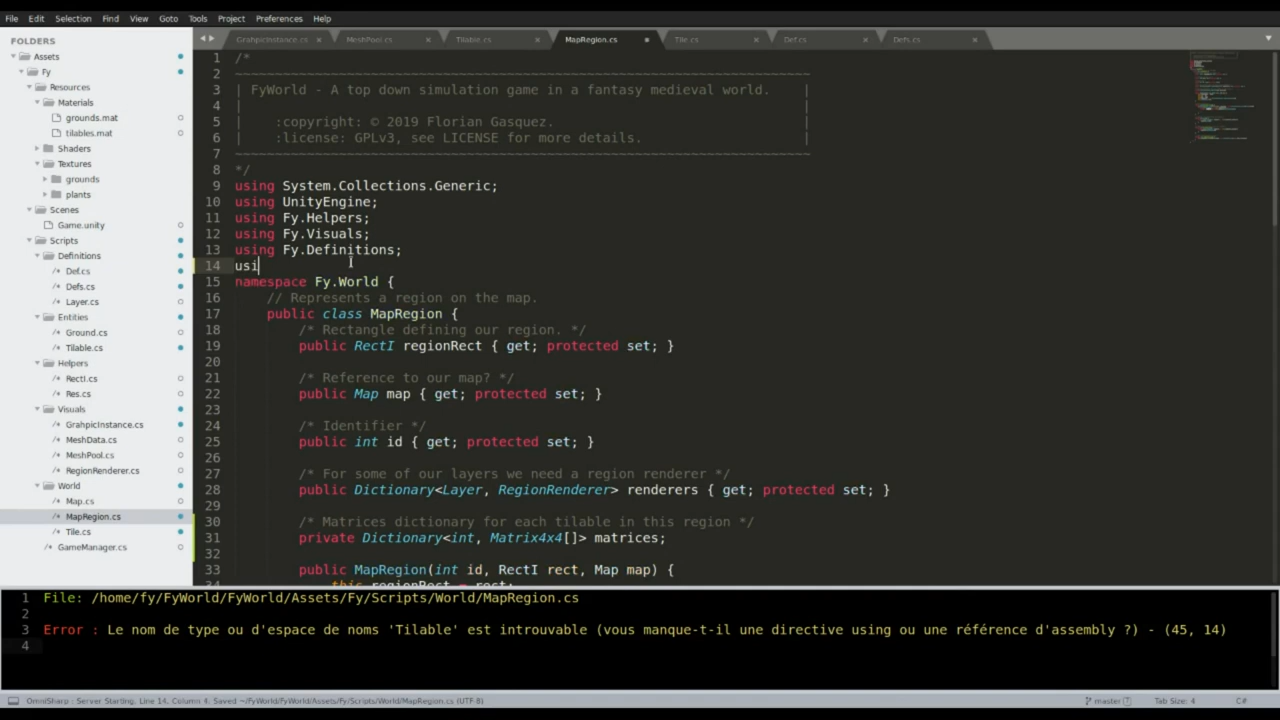 File Edit Selection Find View Goto Tools Project Preferences Help
FOLDERS
Assets
Fy
Resources
Materials
grounds.mat
tilables.mat
Shaders
Textures
grounds
plants
Scenes
Game.unity
Scripts
Definitions
/* Def.cs
/* Defs.cs
/* Layer.cs
Entities
/* Ground.cs
/* Tilable.cs
Helpers
/* RectI.cs
/* Res.cs
Visuals
/* GrahpicInstance.cs
/* MeshData.cs
/* MeshPool.cs
/* RegionRenderer.cs
World
/* Map.cs
/* MapRegion.cs
/* Tile.cs
/* GameManager.cs
GrahpicInstance.cs × MeshPool.cs × Tilable.cs × MapRegion.cs Tile.cs × Def.cs × Defs.cs ×
1 /*
2 ~~~~~~~~~~~~~~~~~~~~~~~~~~~~~~~~~~~~~~~~~~~~~~~~~~~~~~~~~~~~~~~~~~~~~~~~
3 | FyWorld - A top down simulation game in a fantasy medieval world. |
4 | |
5 | :copyright: © 2019 Florian Gasquez. |
6 | :license: GPLv3, see LICENSE for more details. |
7 ~~~~~~~~~~~~~~~~~~~~~~~~~~~~~~~~~~~~~~~~~~~~~~~~~~~~~~~~~~~~~~~~~~~~~~~~
8 */
9 using System.Collections.Generic;
10 using UnityEngine;
11 using Fy.Helpers;
12 using Fy.Visuals;
13 using Fy.Definitions;
14 usi
15 namespace Fy.World {
16 // Represents a region on the map.
17 public class MapRegion {
18 /* Rectangle defining our region. */
19 public RectI regionRect { get; protected set; }
20
21 /* Reference to our map? */
22 public Map map { get; protected set; }
23
24 /* Identifier */
25 public int id { get; protected set; }
26
27 /* For some of our layers we need a region renderer */
28 public Dictionary<Layer, RegionRenderer> renderers { get; protected set; }
29
30 /* Matrices dictionary for each tilable in this region */
31 private Dictionary<int, Matrix4x4[]> matrices;
32
33 public MapRegion(int id, RectI rect, Map map) {
34 this.regionRect = rect;
1 File: /home/fy/FyWorld/FyWorld/Assets/Fy/Scripts/World/MapRegion.cs
2
3 Error : Le nom de type ou d'espace de noms 'Tilable' est introuvable (vous manque-t-il une directive using ou une référence d'assembly ?) - (45, 14)
4
OmniSharp : Server Starting, Line 14, Column 4, Saved ~/FyWorld/FyWorld/Assets/Fy/Scripts/World/MapRegion.cs (UTF-8) master Tab Size: 4 C#